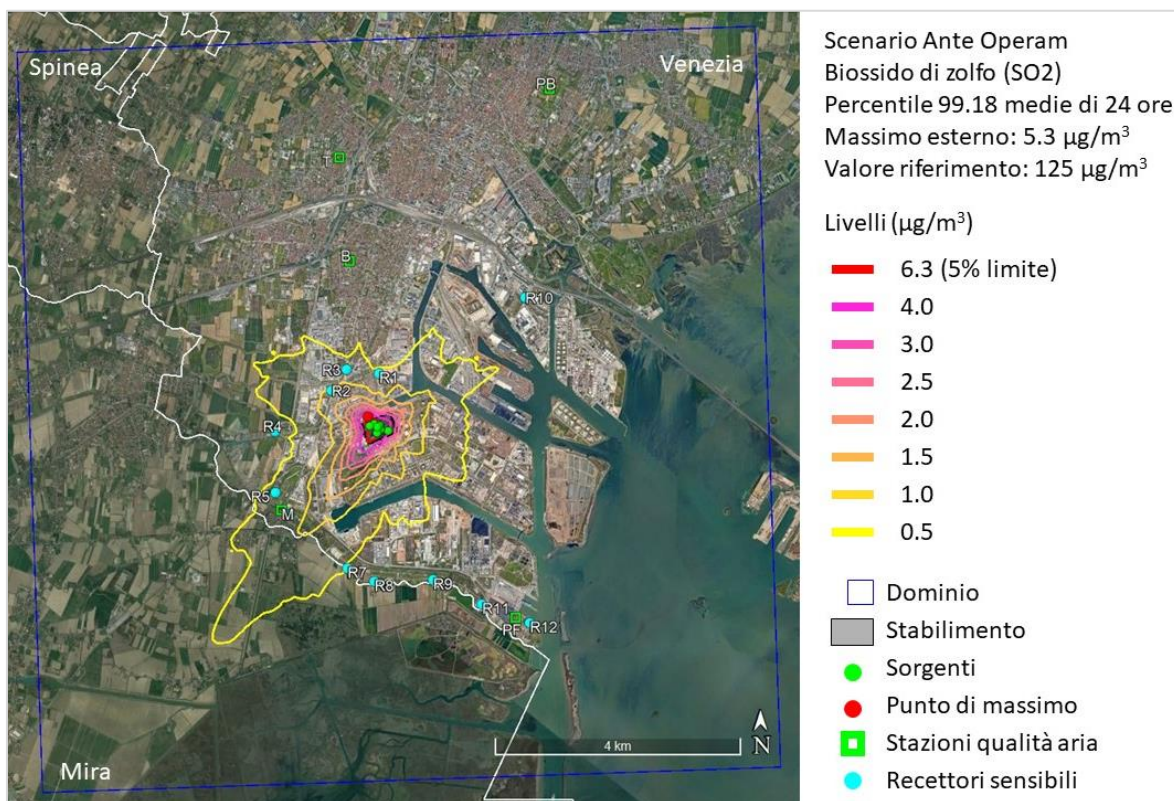 Spinea
Venezia
PB
T
B
R10
R3
R1
R2
R4
R5
M
R7
R8
R9
R11
PF
R12
4 km
N
Mira
Scenario Ante Operam
Biossido di zolfo (SO2)
Percentile 99.18 medie di 24 ore
Massimo esterno: 5.3 µg/m³
Valore riferimento: 125 µg/m³
Livelli (µg/m³)
6.3 (5% limite)
4.0
3.0
2.5
2.0
1.5
1.0
0.5
Dominio
Stabilimento
Sorgenti
Punto di massimo
Stazioni qualità aria
Recettori sensibili